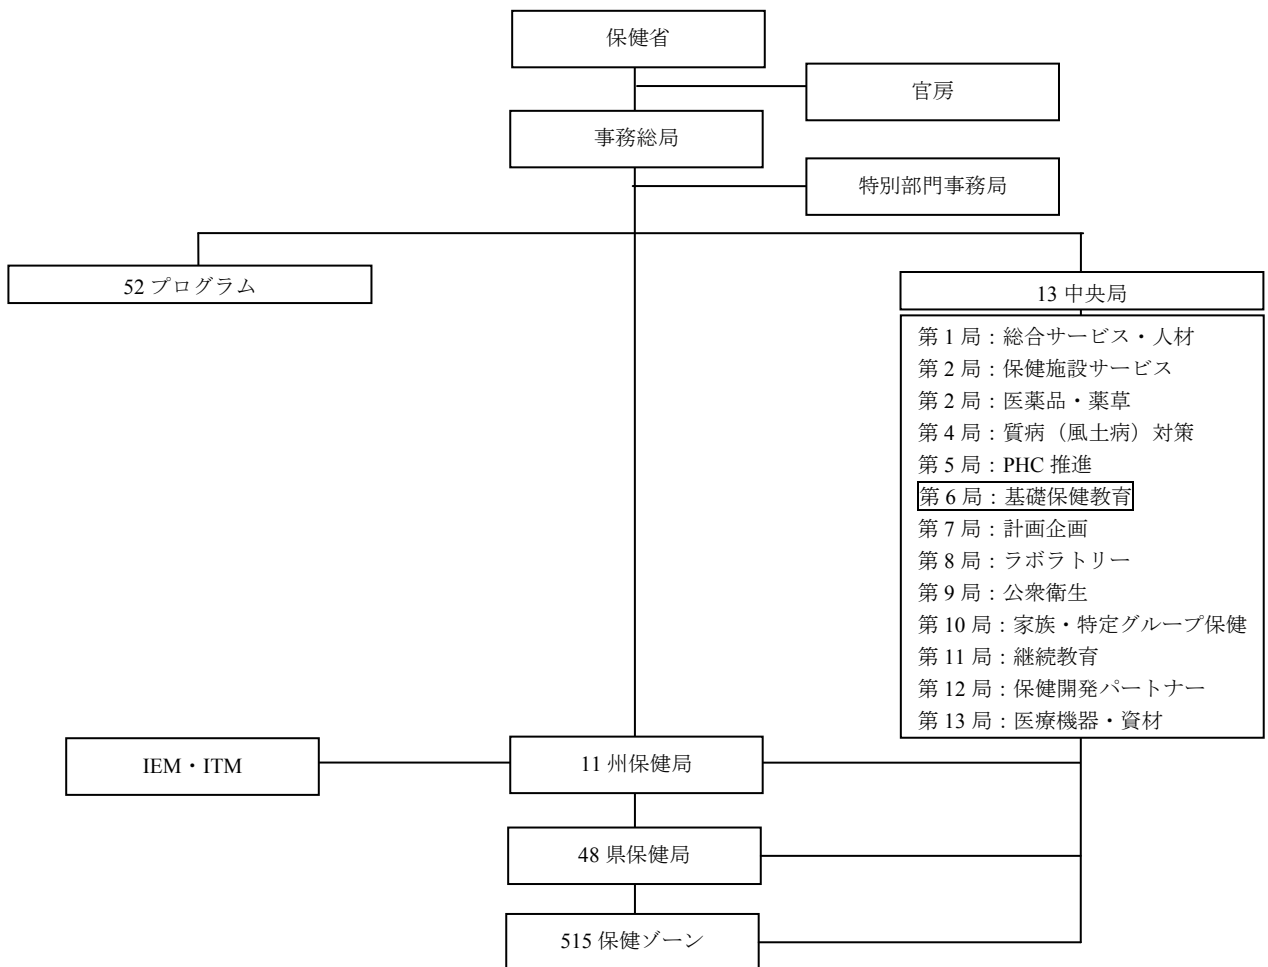 保健省
官房
事務総局
特別部門事務局
52 プログラム
13 中央局
第 1 局：総合サービス・人材
第 2 局：保健施設サービス
第 2 局：医薬品・薬草
第 4 局：質病（風土病）対策
第 5 局：PHC 推進
第 6 局：基礎保健教育
第 7 局：計画企画
第 8 局：ラボラトリー
第 9 局：公衆衛生
第 10 局：家族・特定グループ保健
第 11 局：継続教育
第 12 局：保健開発パートナー
第 13 局：医療機器・資材
IEM・ITM
11 州保健局
48 県保健局
515 保健ゾーン